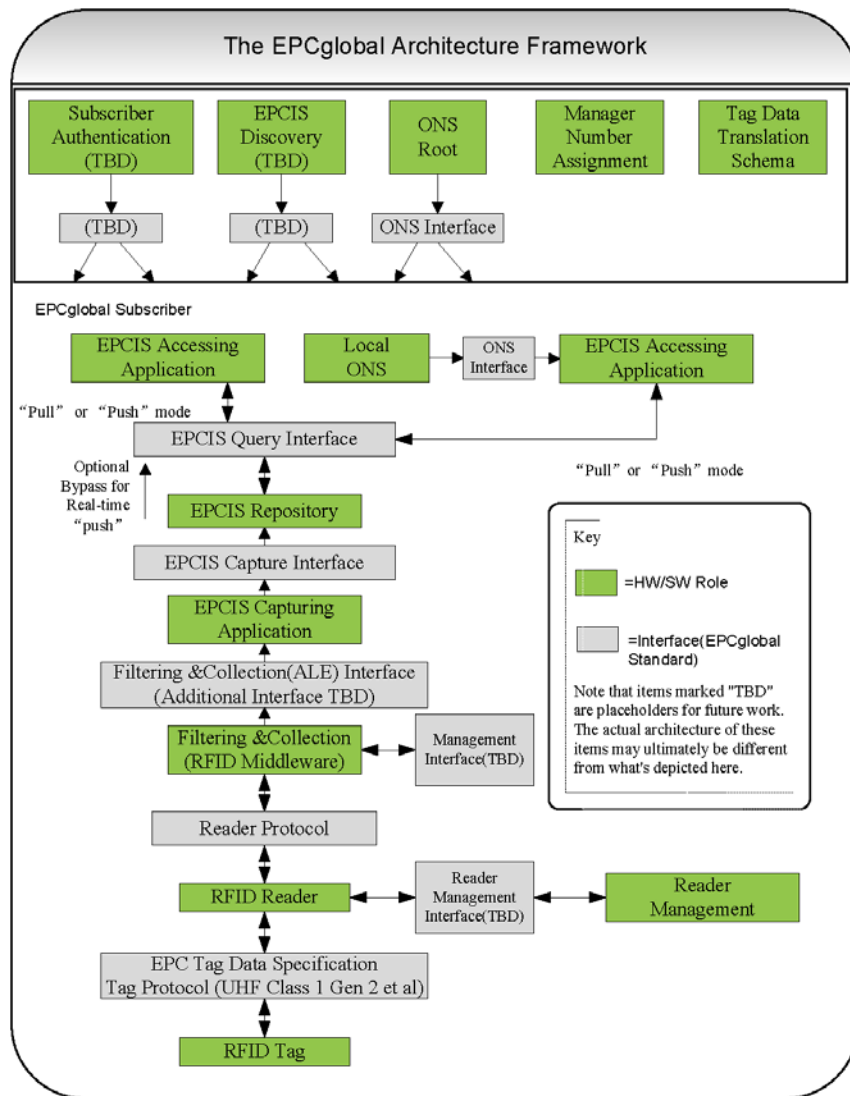 The EPCglobal Architecture Framework
Subscriber
Authentication
(TBD)
EPCIS
Discovery
(TBD)
ONS
Root
Manager
Number
Assignment
Tag Data
Translation
Schema
(TBD)
(TBD)
ONS Interface
EPCglobal Subscriber
EPCIS Accessing
Application
Local
ONS
ONS
Interface
EPCIS Accessing
Application
“Pull” or “Push” mode
EPCIS Query Interface
“Pull” or “Push” mode
Optional
Bypass for
Real-time
“push”
EPCIS Repository
EPCIS Capture Interface
EPCIS Capturing
Application
Filtering &Collection(ALE) Interface
(Additional Interface TBD)
Filtering &Collection
(RFID Middleware)
Management
Interface(TBD)
Reader Protocol
RFID Reader
Reader
Management
Interface(TBD)
Reader
Management
EPC Tag Data Specification
Tag Protocol (UHF Class 1 Gen 2 et al)
RFID Tag
Key
=HW/SW Role
=Interface(EPCglobal
Standard)
Note that items marked "TBD"
are placeholders for future work.
The actual architecture of these
items may ultimately be different
from what's depicted here.